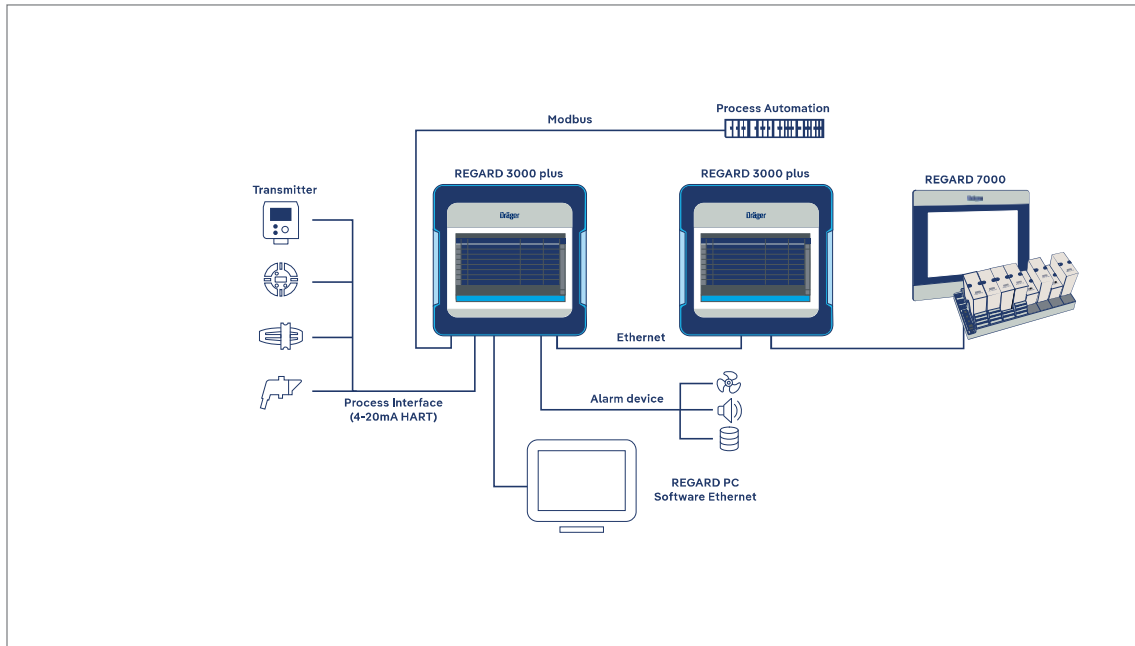 Process Automation
Modbus
REGARD 3000 plus
REGARD 3000 plus
REGARD 7000
Transmitter
Dräger
Dräger
Dräger
Ethernet
Process Interface
(4-20mA HART)
Alarm device
REGARD PC
Software Ethernet